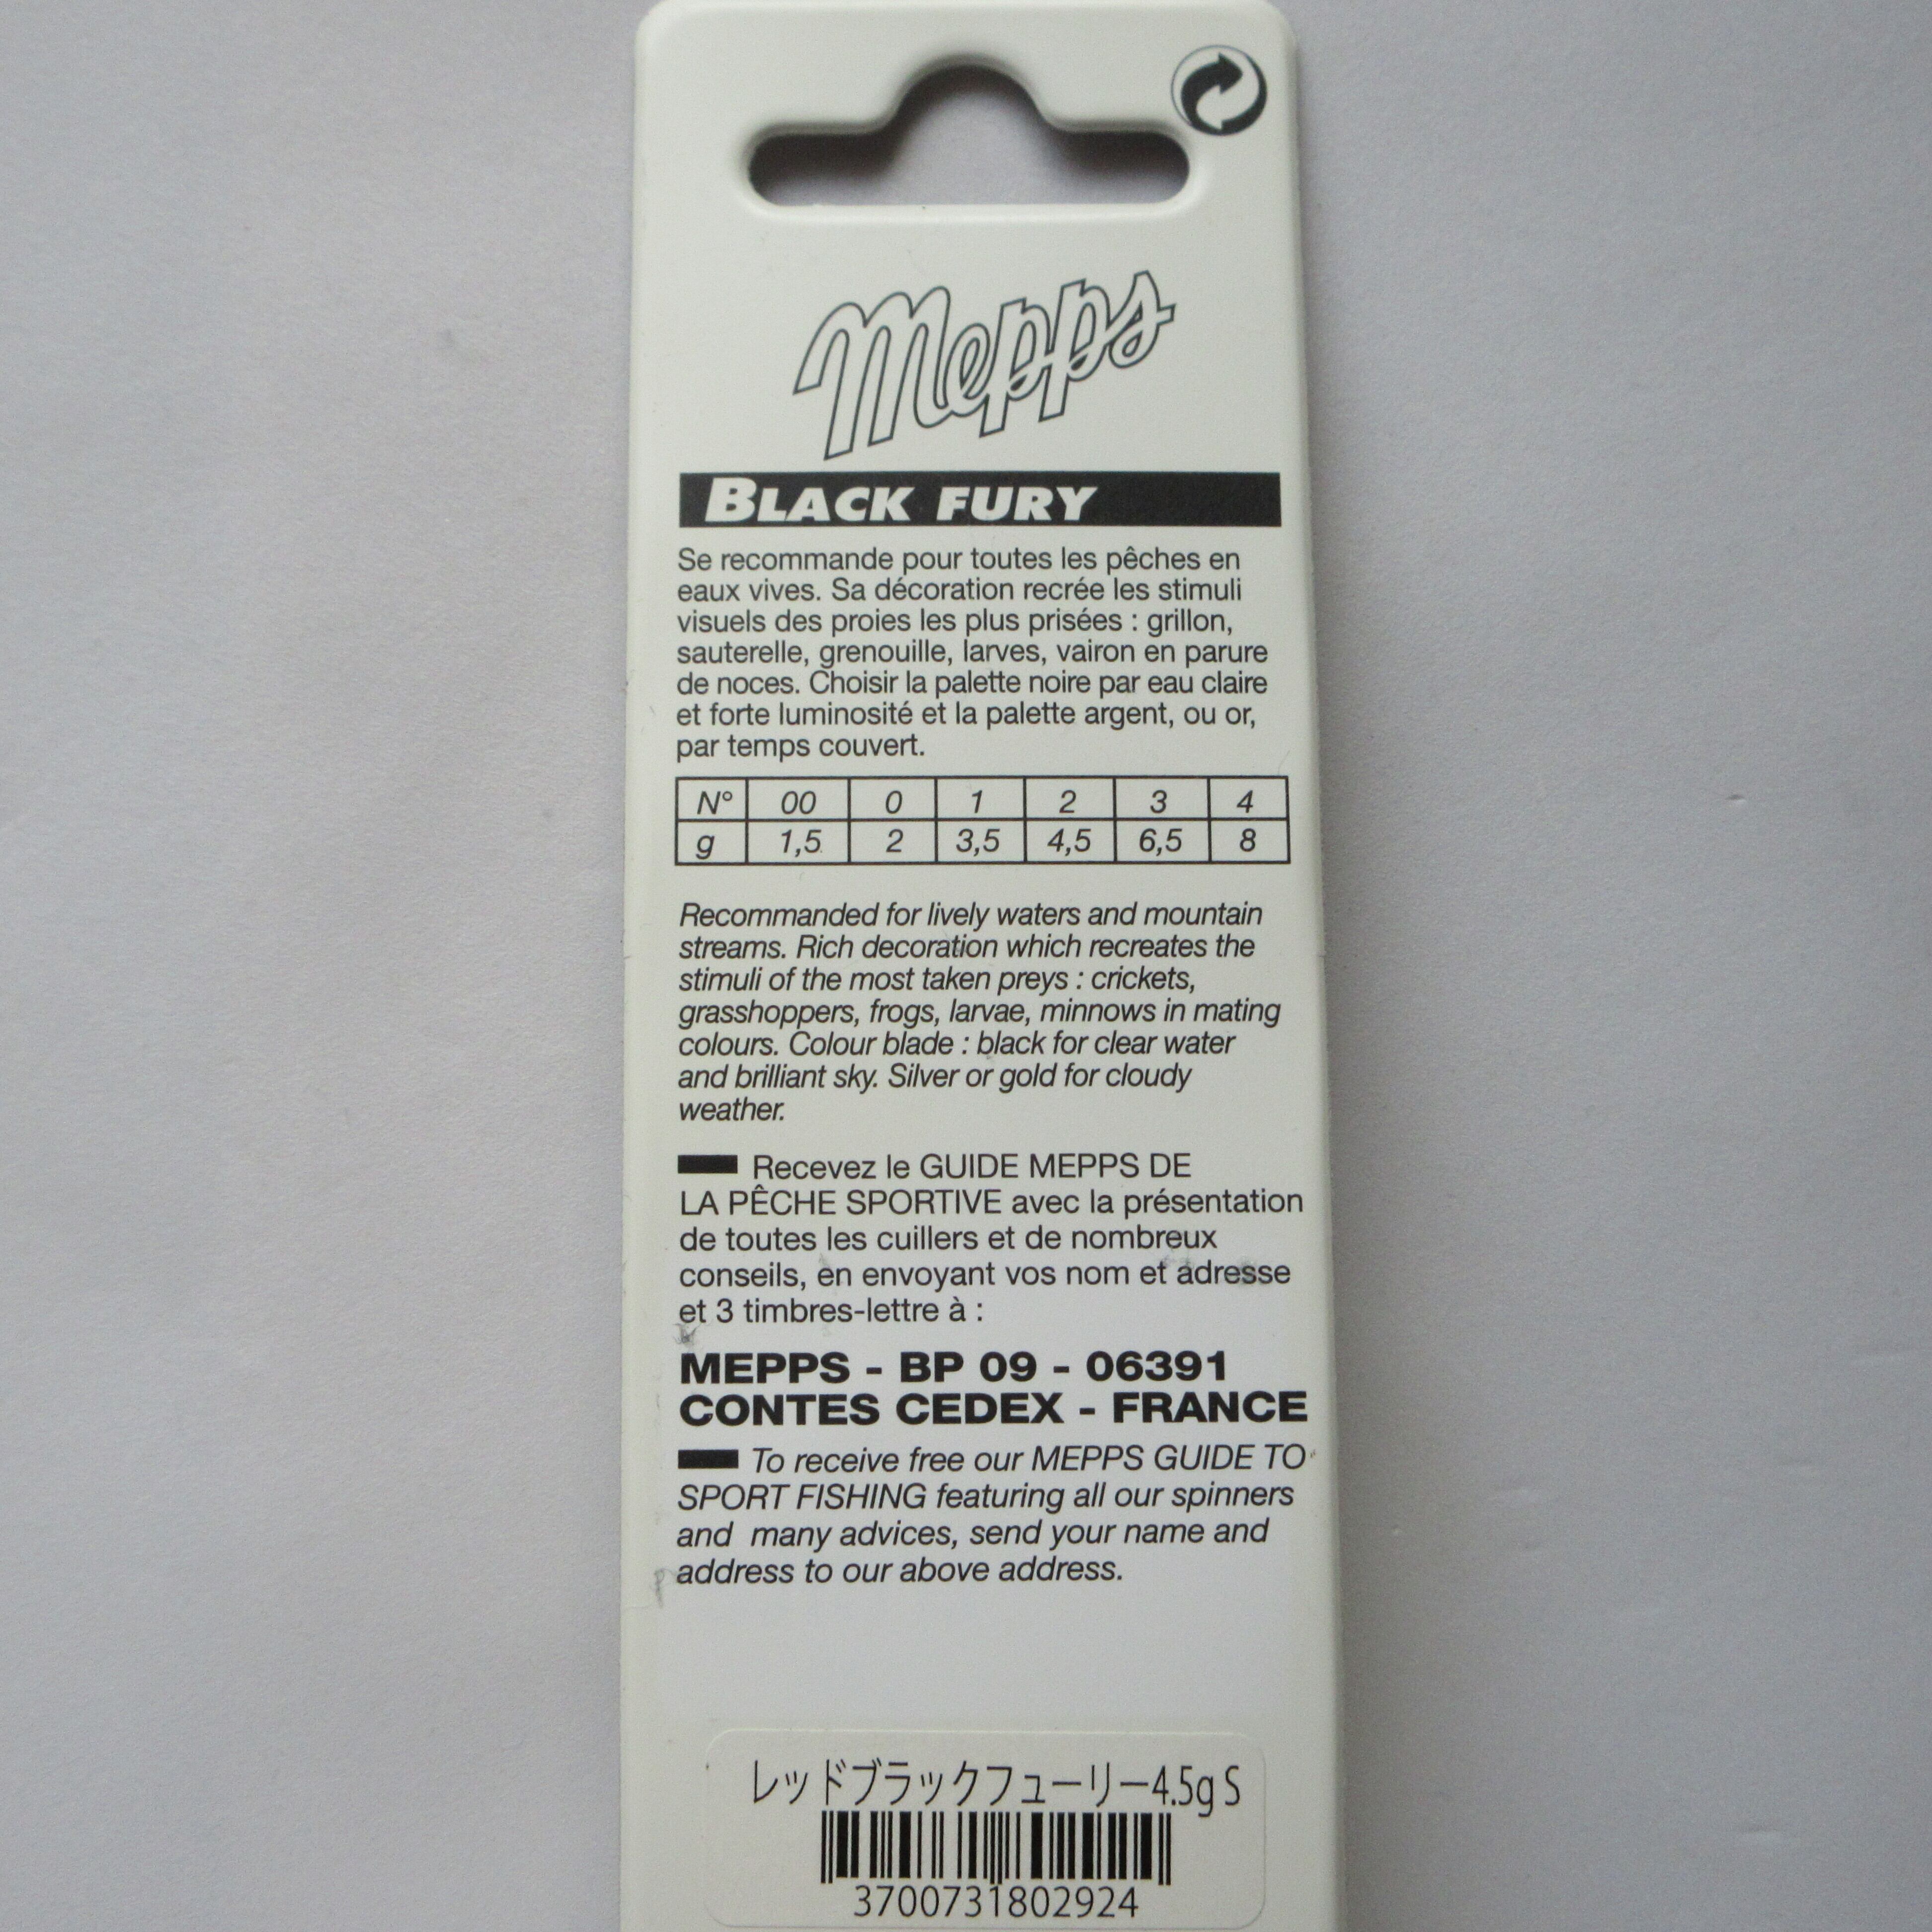 Mepps
BLACK FURY
Se recommande pour toutes les pêches en
eaux vives. Sa décoration recrée les stimuli
visuels des proies les plus prisées : grillon,
sauterelle, grenouille, larves, vairon en parure
de noces. Choisir la palette noire par eau claire
et forte luminosité et la palette argent, ou or,
par temps couvert.
N° 00 0 1 2 3 4
g 1,5 2 3,5 4,5 6,5 8
Recommanded for lively waters and mountain
streams. Rich decoration which recreates the
stimuli of the most taken preys : crickets,
grasshoppers, frogs, larvae, minnows in mating
colours. Colour blade : black for clear water
and brilliant sky. Silver or gold for cloudy
weather.
Recevez le GUIDE MEPPS DE
LA PÊCHE SPORTIVE avec la présentation
de toutes les cuillers et de nombreux
conseils, en envoyant vos nom et adresse
et 3 timbres-lettre à :
MEPPS - BP 09 - 06391
CONTES CEDEX - FRANCE
To receive free our MEPPS GUIDE TO
SPORT FISHING featuring all our spinners
and many advices, send your name and
address to our above address.
レッドブラックフューリー4.5g S
3700731802924